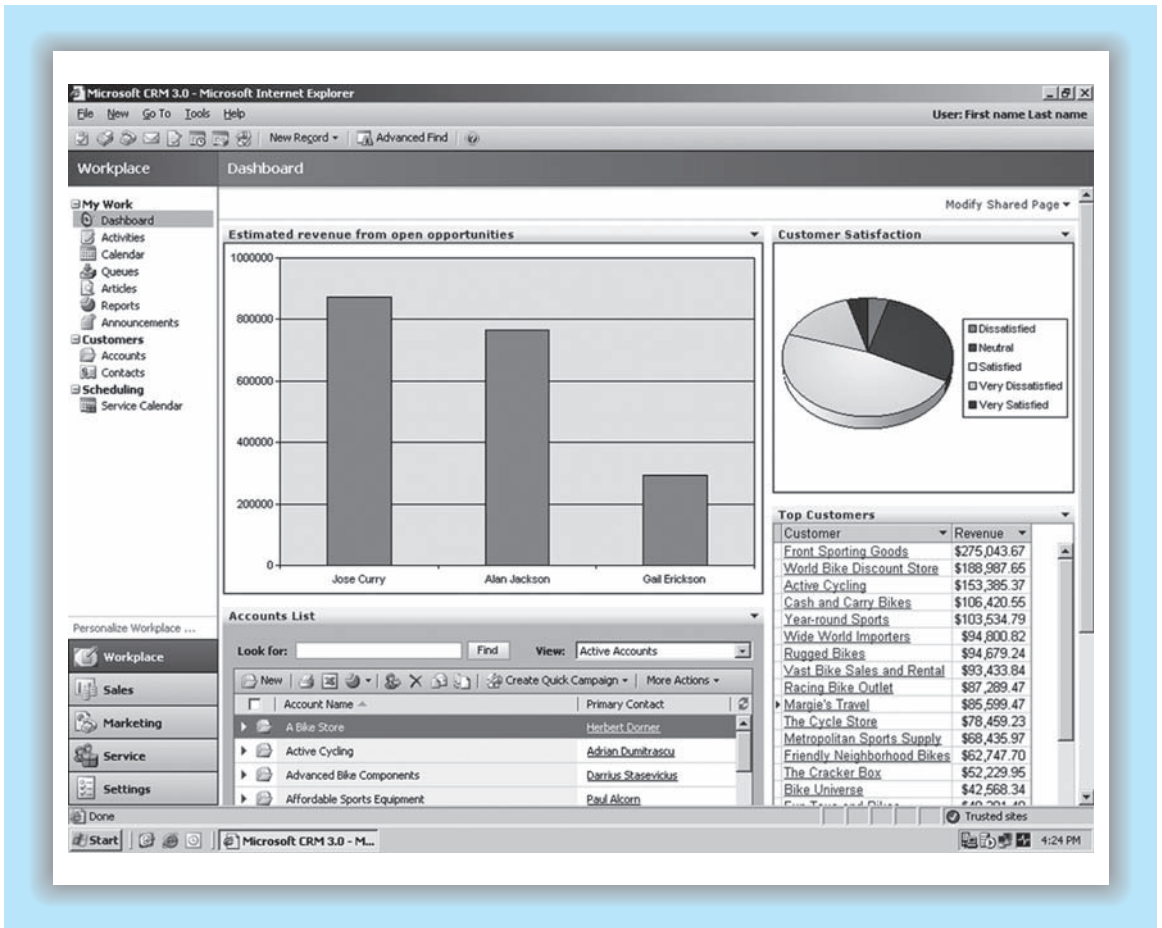 Microsoft CRM 3.0 - Microsoft Internet Explorer
File New Go To Tools Help
User: First name Last name
New Record
Advanced Find
Workplace
Dashboard
My Work
Dashboard
Activities
Calendar
Queues
Articles
Reports
Announcements
Customers
Accounts
Contacts
Scheduling
Service Calendar
Personalize Workplace ...
Workplace
Sales
Marketing
Service
Settings
Modify Shared Page
Estimated revenue from open opportunities
1000000
800000
600000
400000
200000
0
Jose Curry
Alan Jackson
Gail Erickson
Accounts List
Look for:
Find
View:
Active Accounts
New
Create Quick Campaign
More Actions
Account Name
Primary Contact
A Bike Store
Herbert Dorner
Active Cycling
Adrian Dumitrascu
Advanced Bike Components
Darrius Stasevicius
Affordable Sports Equipment
Paul Alcorn
Customer Satisfaction
Dissatisfied
Neutral
Satisfied
Very Dissatisfied
Very Satisfied
Top Customers
Customer Revenue
Front Sporting Goods $275,043.67
World Bike Discount Store $188,987.65
Active Cycling $153,385.37
Cash and Carry Bikes $106,420.55
Year-round Sports $103,534.79
Wide World Importers $94,800.82
Rugged Bikes $94,679.24
Vast Bike Sales and Rental $93,433.84
Racing Bike Outlet $87,289.47
Margie's Travel $85,599.47
The Cycle Store $78,459.23
Metropolitan Sports Supply $68,435.97
Friendly Neighborhood Bikes $62,747.70
The Cracker Box $52,229.95
Bike Universe $42,568.34
Done
Trusted sites
Start
Microsoft CRM 3.0 - M...
4:24 PM